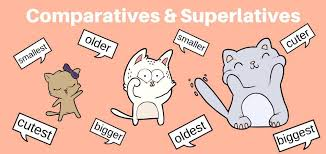 Comparatives & Superlatives
smallest
older
smaller
cuter
cutest
bigger
oldest
biggest